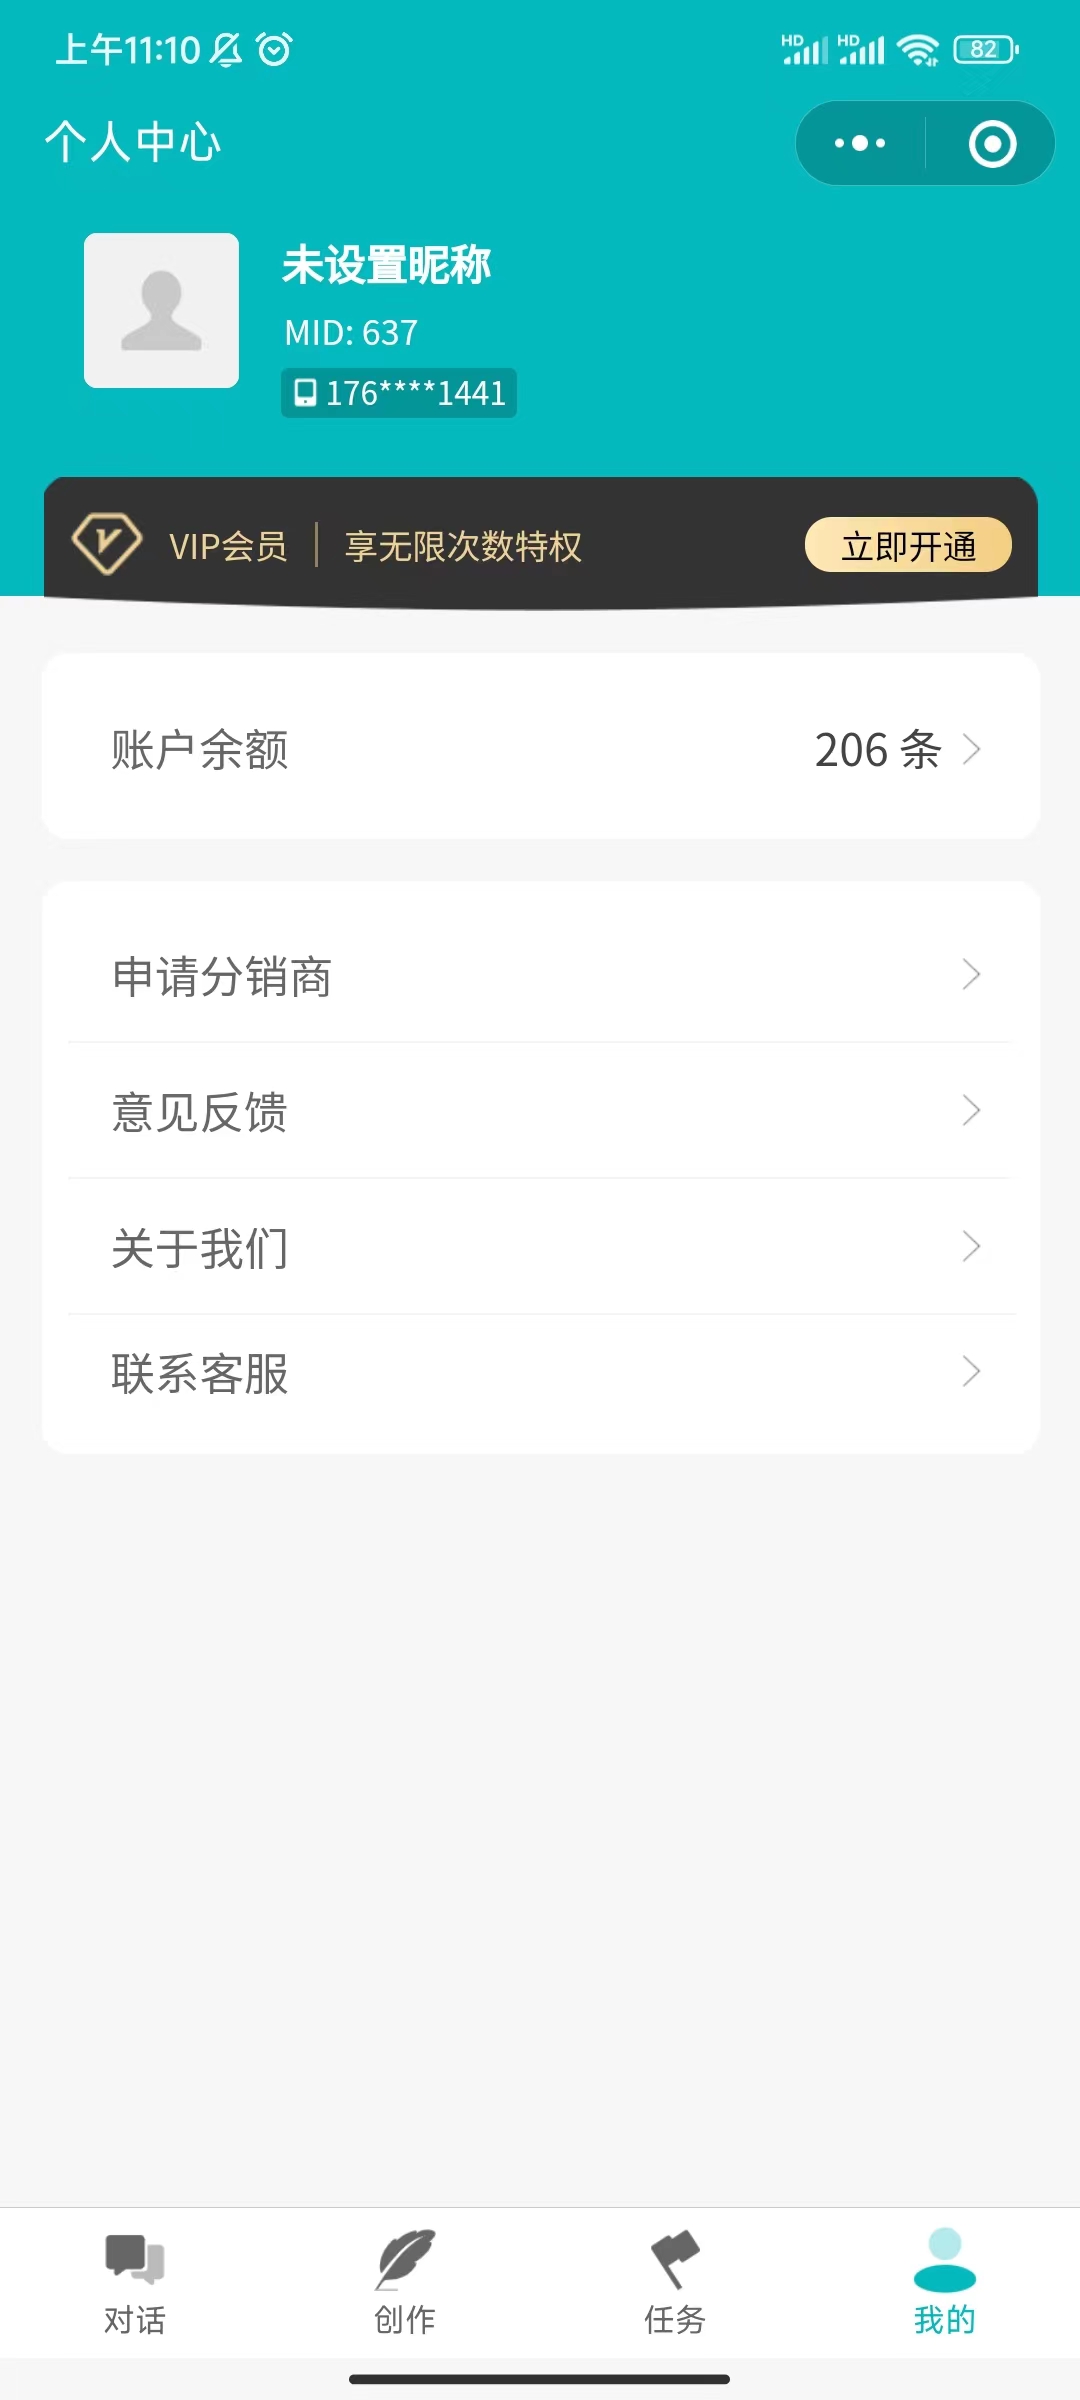 上午11:10 HD HD 82
个人中心
未设置昵称
MID: 637
176****1441
VIP会员 享无限次数特权 立即开通
账户余额 206 条
申请分销商
意见反馈
关于我们
联系客服
对话 创作 任务 我的